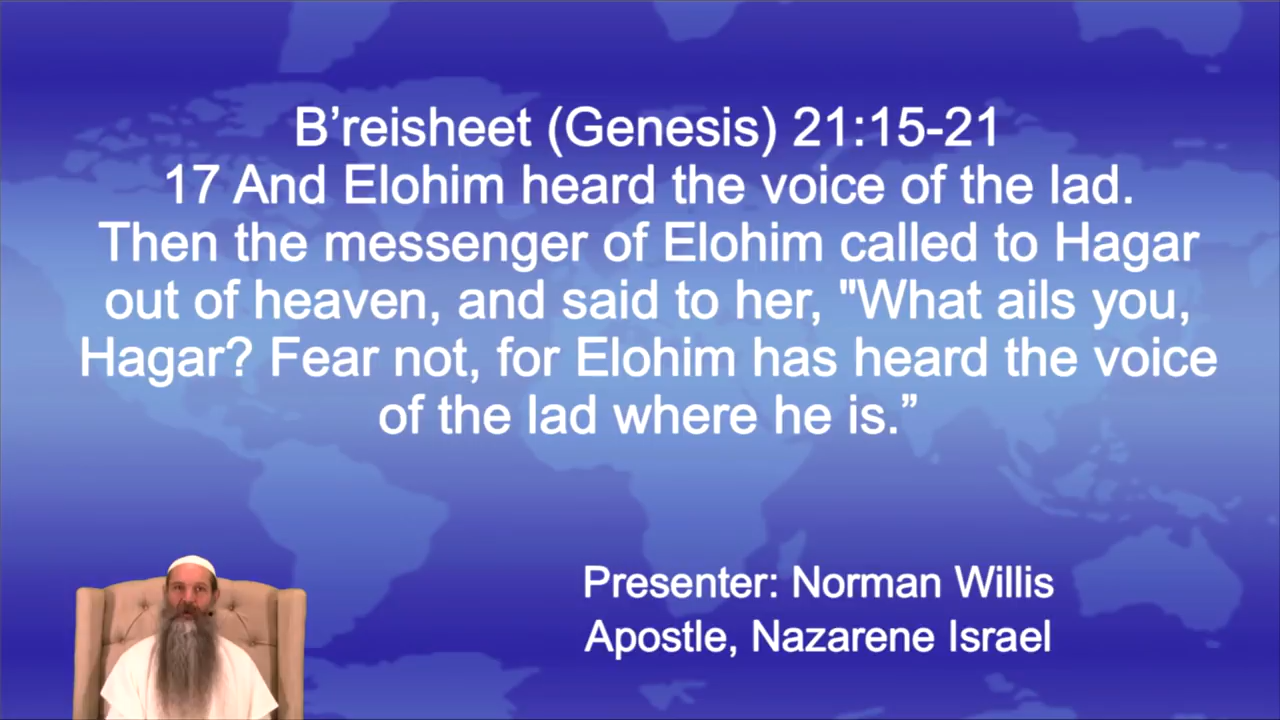 B’reisheet (Genesis) 21:15-21
17 And Elohim heard the voice of the lad.
Then the messenger of Elohim called to Hagar
out of heaven, and said to her, "What ails you,
Hagar? Fear not, for Elohim has heard the voice
of the lad where he is.”
Presenter: Norman Willis
Apostle, Nazarene Israel